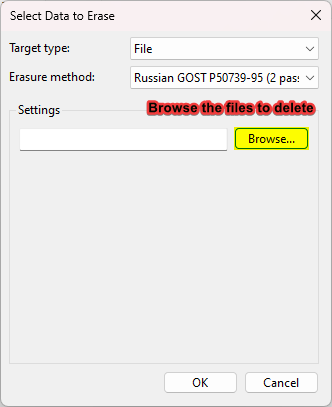 Select Data to Erase
Target type:
File
Erasure method:
Russian GOST P50739-95 (2 pas
Settings
Browse the files to delete
Browse...
OK
Cancel